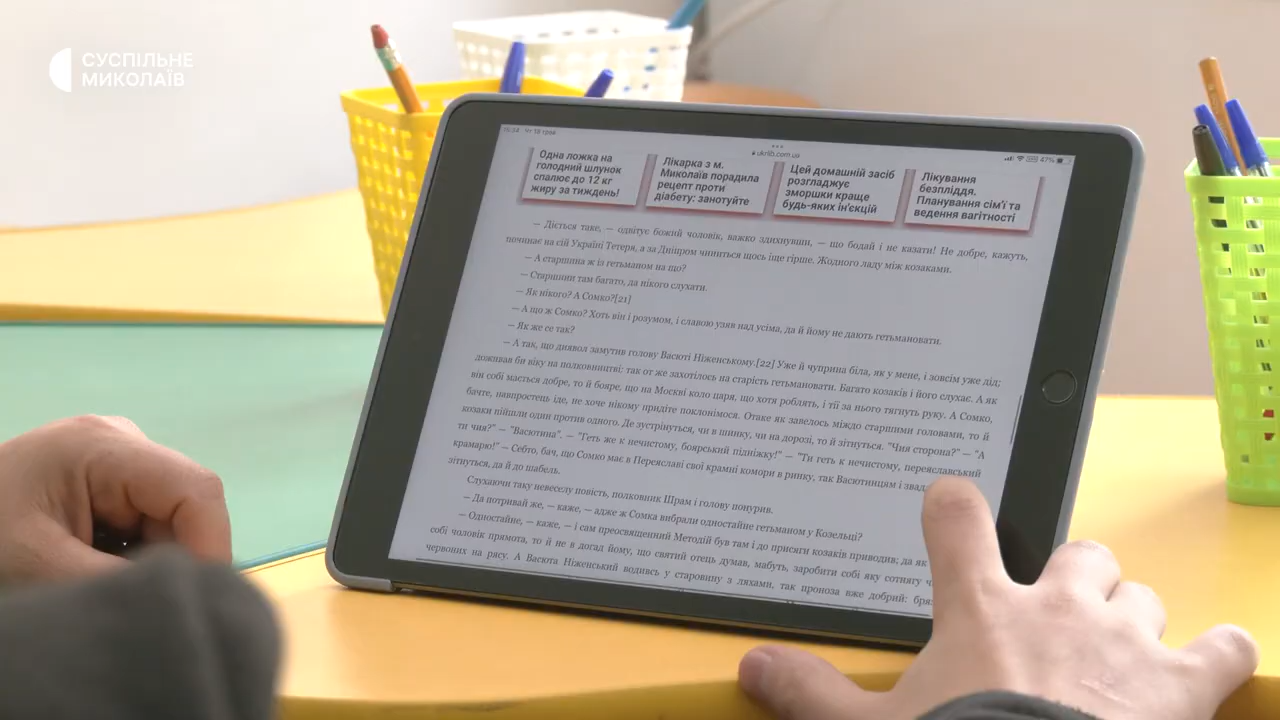 СУСПІЛЬНЕ
МИКОЛАЇВ
ukrlib.com.ua
47%
Одна ложка на
голодний шлунок
спалює до 12 кг
жиру за тиждень!
Лікарка з м.
Миколаїв порадила
рецепт проти
діабету: занотуйте
Цей домашній засіб
розгладжує
зморшки краще
будь-яких ін'єкцій
Лікування
безпліддя.
Планування сім'ї та
ведення вагітності
— Діється таке, — одвітує божий чоловік, важко здихнувши, — що бодай і не казати! Не добре, кажуть,
починає на сій Україні Тетеря, а за Дніпром чиниться щось іще гірше. Жодного ладу між козаками.
— А старшина ж із гетьманом на що?
— Старшини там багато, да нікого слухати.
— Як нікого? А Сомко?[21]
— А що ж Сомко? Хоть він і розумом, і славою узяв над усіма, да й йому не дають гетьмановати.
— Як же се так?
— А так, що диявол замутив голову Васюті Ніженському.[22] Уже й чуприна біла, як у мене, і зовсім уже дід;
доживав би віку на полковництві: так от же захотілось на старість гетьмановати. Багато козаків і його слухає. А як
він собі мається добре, то й бояре, що на Москві коло царя, що хотя роблять, і тії за нього тягнуть руку. А Сомко,
бачте, навпростець іде, не хоче нікому придіте поклонімося. Отаке як завелось міждо старшими головами, то й
козаки пійшли один против одного. Де зустрінуться, чи в шинку, чи на дорозі, то й зітнуться. "Чия сторона?" — "А
ти чия?" — "Васютина". — "Геть же к нечистому, боярський підніжку!" — "Ти геть к нечистому, переяславський
крамарю!" — Себто, бач, що Сомко має в Переяславі свої крамні комори в ринку, так Васютинцям і звад
зітнуться, да й до шабель.
Слухаючи таку невеселу повість, полковник Шрам і голову понурив.
— Да потривай же, — каже, — адже ж Сомка вибрали одностайне гетьманом у Козельці?
— Одностайне, — каже, — і сам преосвященний Методій був там і до присяги козаків приводив; да як
собі чоловік прямота, то й не в догад йому, що святий отець думав, мабуть, заробити собі яку сотнягу ч
червоних на рясу. А Васюта Ніженський водивсь у старовину з ляхами, так проноза вже добрий: бряз